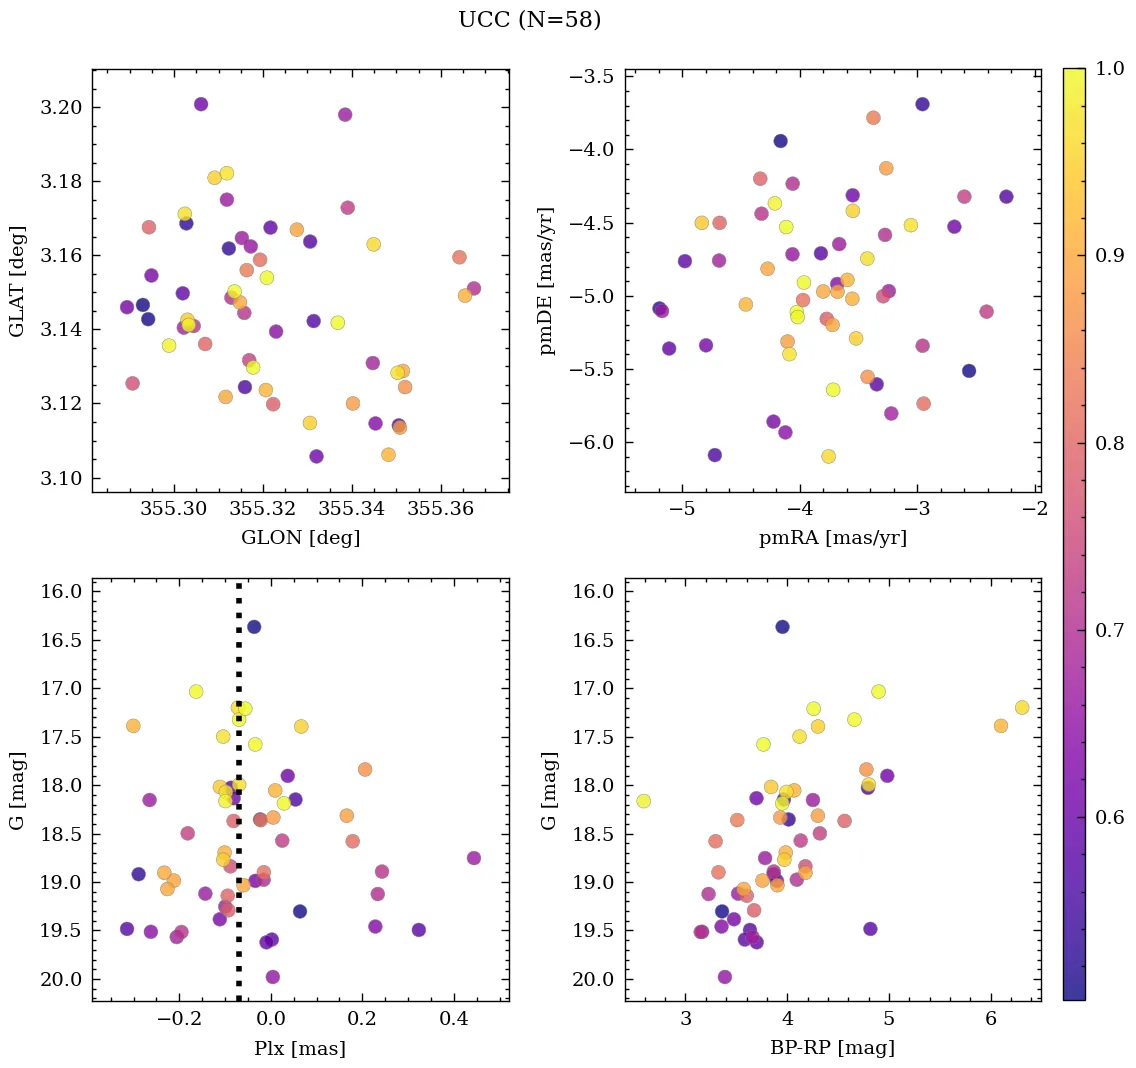 UCC (N=58)
3.20
3.18
3.16
3.14
3.12
3.10
GLAT [deg]
355.30 355.32 355.34 355.36
GLON [deg]
−3.5
−4.0
−4.5
−5.0
−5.5
−6.0
pmDE [mas/yr]
−5 −4 −3 −2
pmRA [mas/yr]
1.0
0.9
0.8
0.7
0.6
16.0
16.5
17.0
17.5
18.0
18.5
19.0
19.5
20.0
G [mag]
−0.2 0.0 0.2 0.4
Plx [mas]
16.0
16.5
17.0
17.5
18.0
18.5
19.0
19.5
20.0
G [mag]
3 4 5 6
BP-RP [mag]